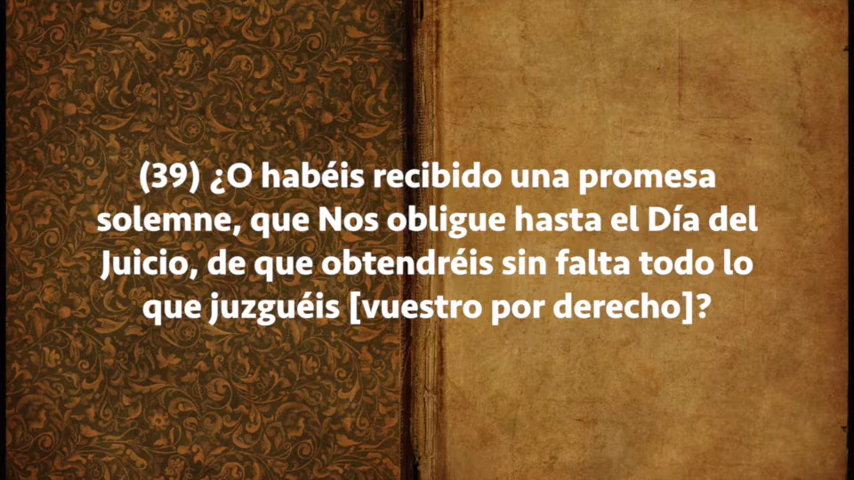 (39) ¿O habéis recibido una promesa
solemne, que Nos obligue hasta el Día del
Juicio, de que obtendréis sin falta todo lo
que juzguéis [vuestro por derecho]?